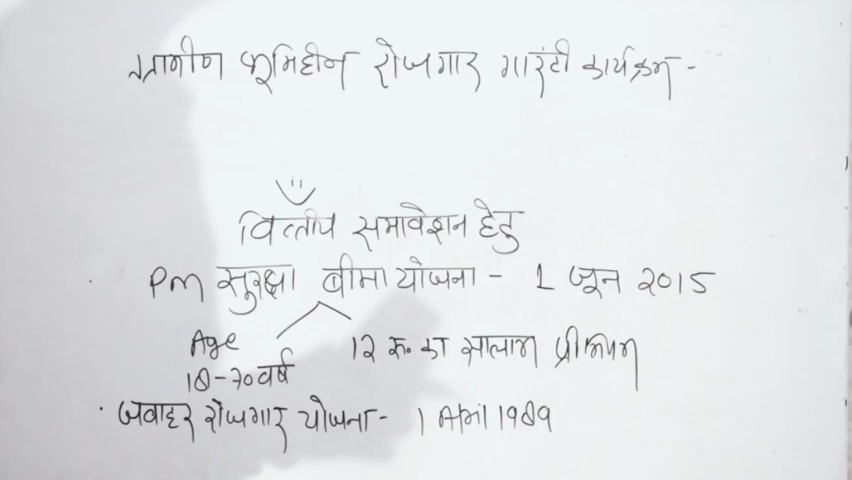 ग्रामीण भूमिहीन रोजगार गारंटी कार्यक्रम -
वित्तीय समावेशन हेतु
PM सुरक्षा बीमा योजना - 1 जून 2015
Age 12 रु. का सालाना प्रीमियम
18-70 वर्ष
जवाहर रोजगार योजना - 1 1989